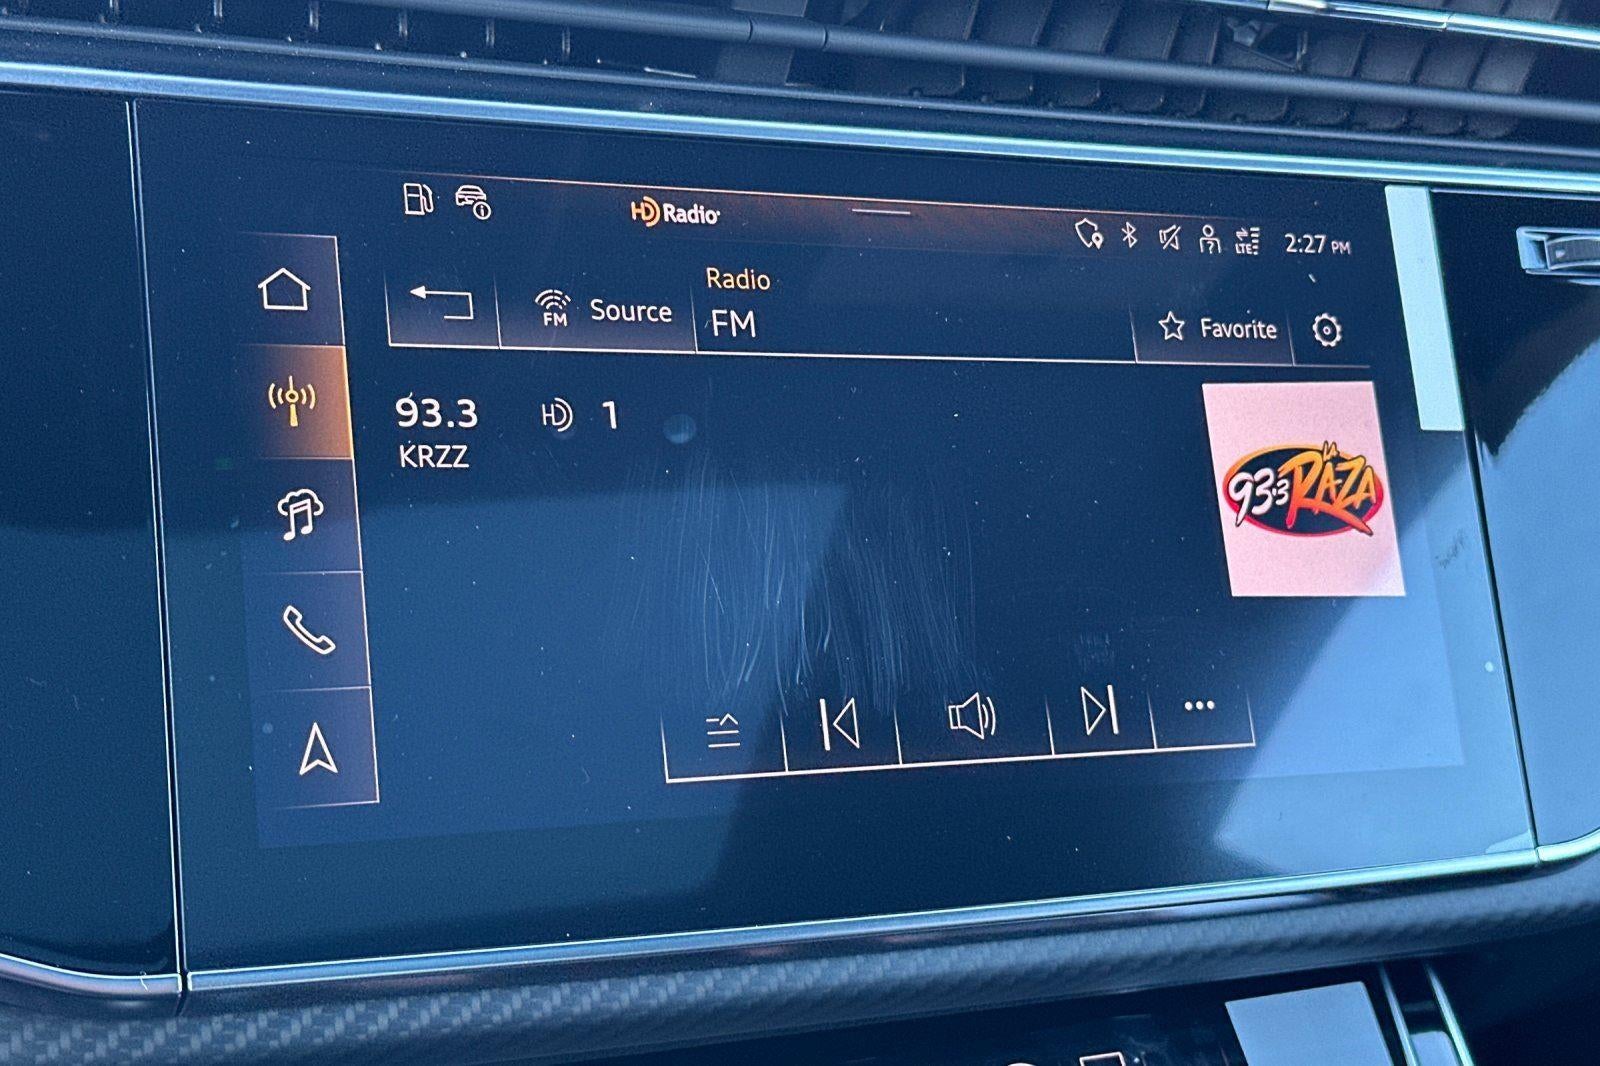 HD Radio
LTE 2:27 PM
Radio
FM Source
FM
Favorite
93.3 HD 1
KRZZ
LA
93.3 RAZA